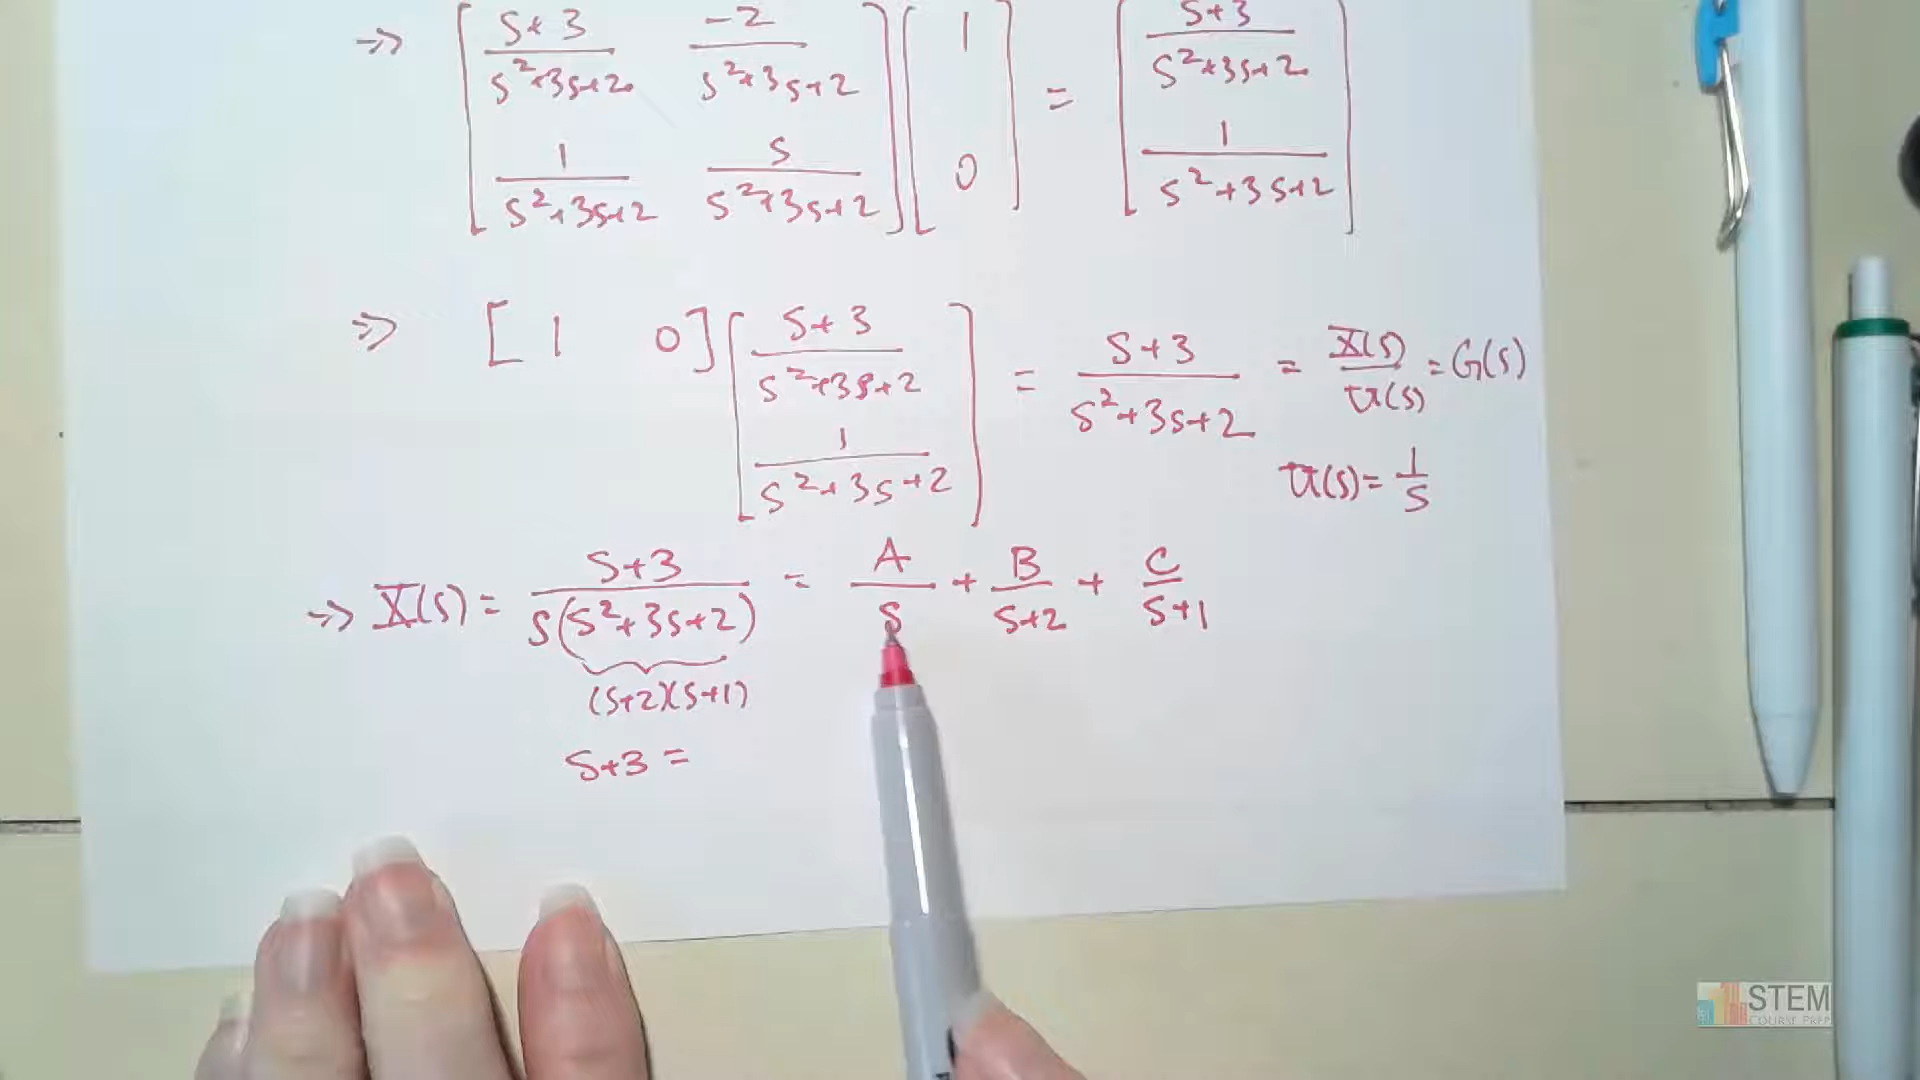 →> [ (s+3)/(s²+3s+2)  -2/(s²+3s+2) ; 1/(s²+3s+2)  s/(s²+3s+2) ] [ 1 ; 0 ] = [ (s+3)/(s²+3s+2) ; 1/(s²+3s+2) ]
=> [ 1  0 ] [ (s+3)/(s²+3s+2) ; 1/(s²+3s+2) ] = (s+3)/(s²+3s+2) = X(s)/U(s) = G(s)
U(s) = 1/s
→> X(s) = (s+3)/(s(s²+3s+2)) = A/s + B/(s+2) + C/(s+1)
(s+2)(s+1)
s+3 =
STEM
COURSE PREP